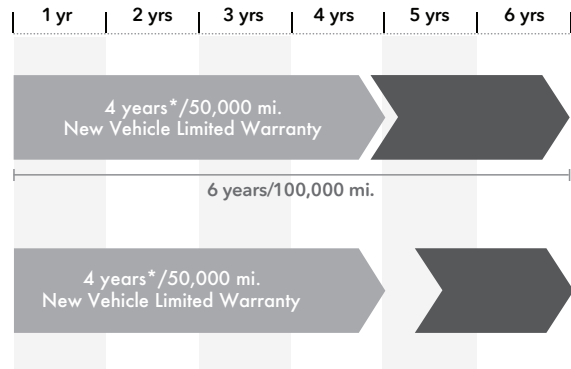 1 yr 2 yrs 3 yrs 4 yrs 5 yrs 6 yrs
4 years*/50,000 mi.
New Vehicle Limited Warranty
6 years/100,000 mi.
4 years*/50,000 mi.
New Vehicle Limited Warranty